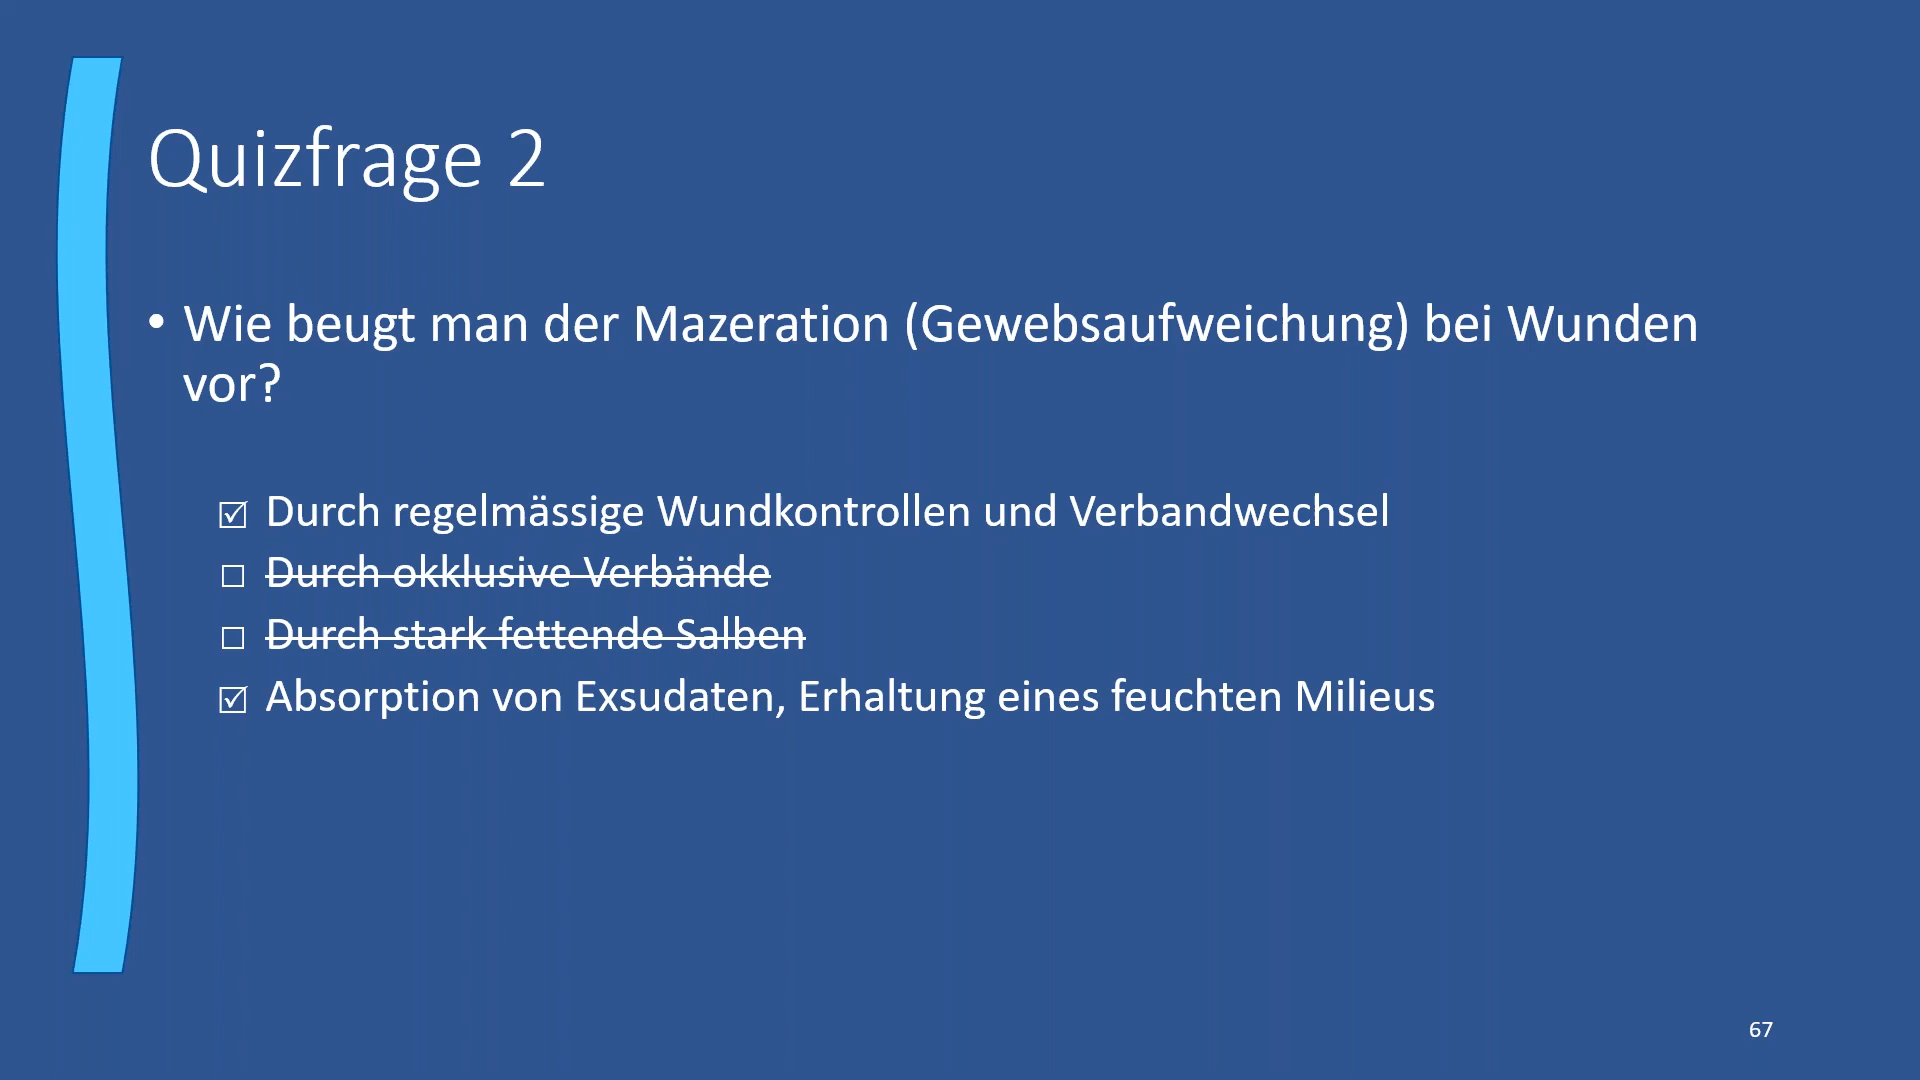 Quizfrage 2
• Wie beugt man der Mazeration (Gewebsaufweichung) bei Wunden
vor?
☑ Durch regelmässige Wundkontrollen und Verbandwechsel
☐ Durch okklusive Verbände
☐ Durch stark fettende Salben
☑ Absorption von Exsudaten, Erhaltung eines feuchten Milieus
67